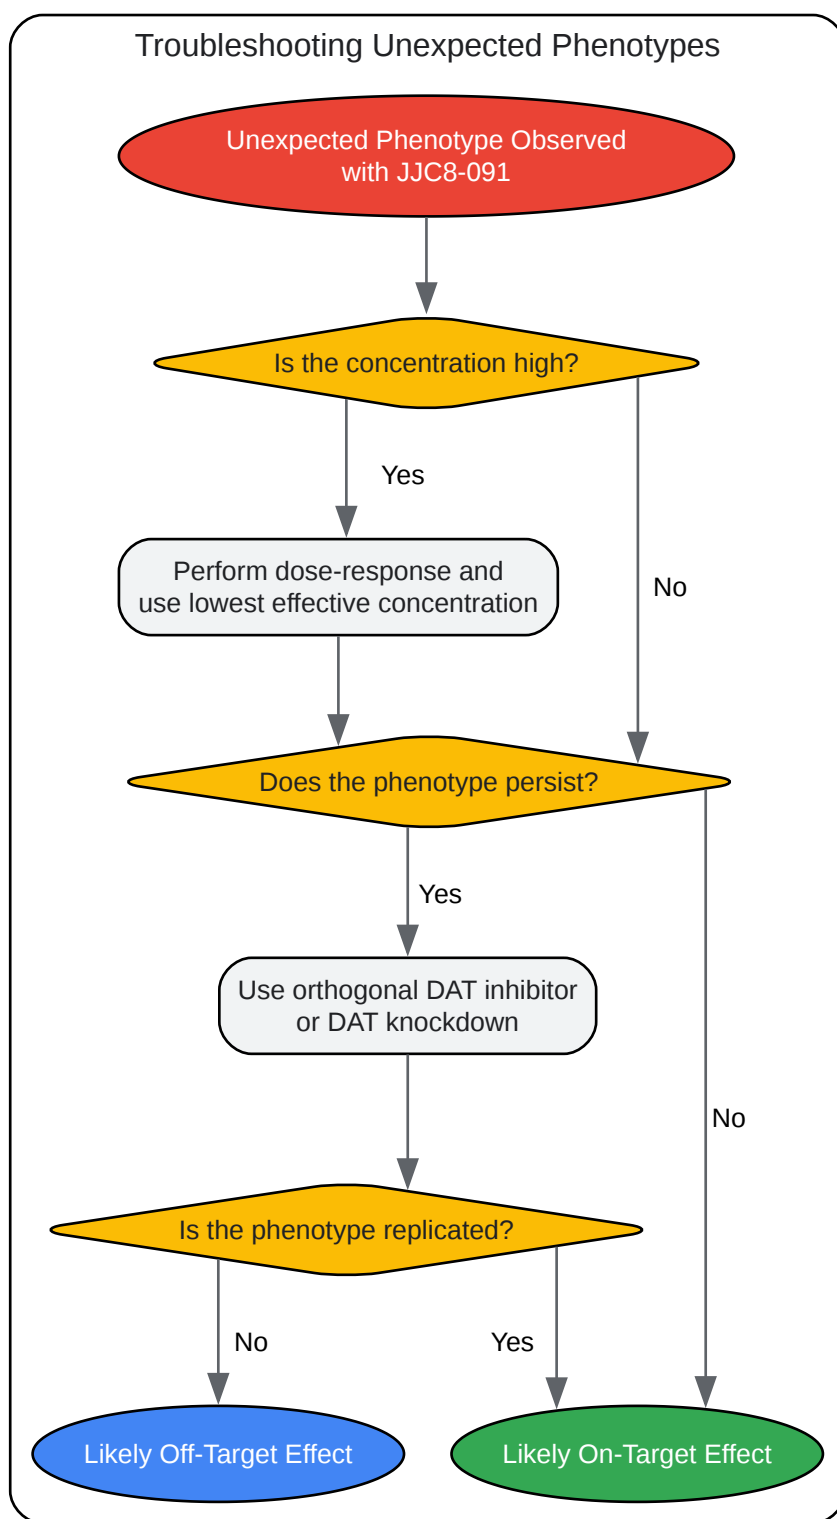 Troubleshooting Unexpected Phenotypes
Unexpected Phenotype Observed
with JJC8-091
Is the concentration high?
Yes
Perform dose-response and
use lowest effective concentration
No
Does the phenotype persist?
Yes
Use orthogonal DAT inhibitor
or DAT knockdown
No
Is the phenotype replicated?
No
Yes
Likely Off-Target Effect
Likely On-Target Effect